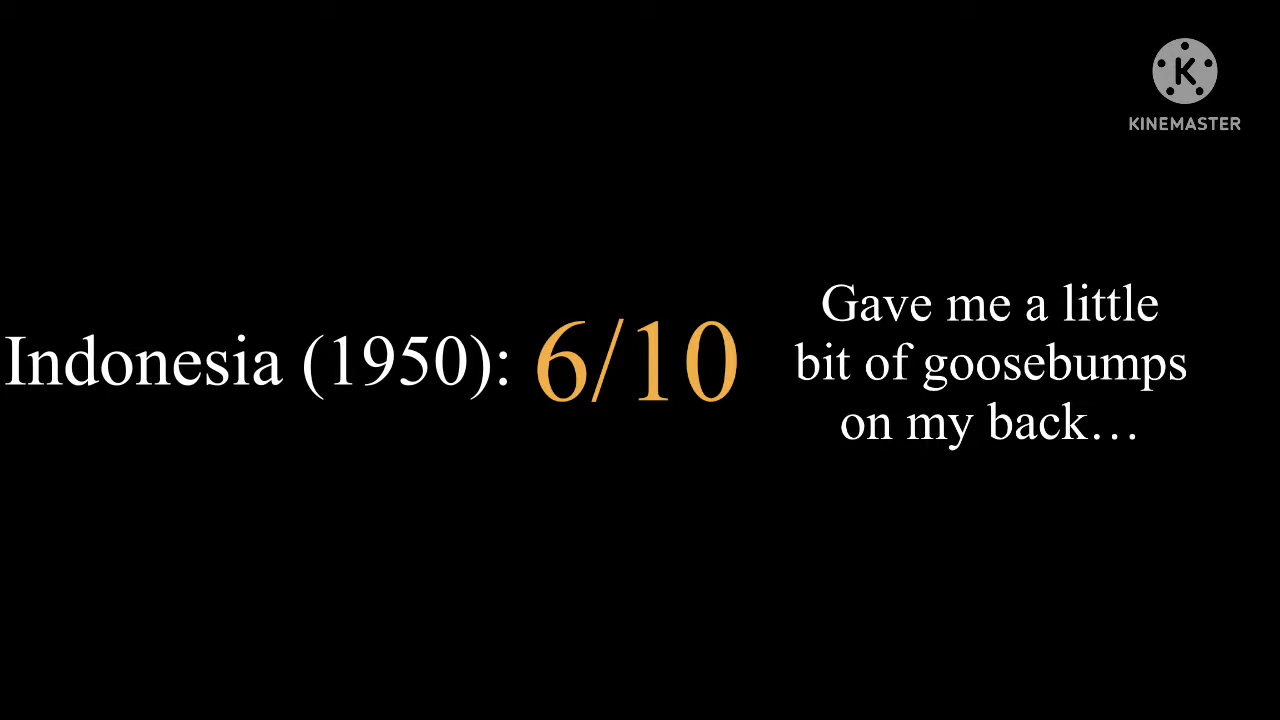 KINEMASTER
Indonesia (1950): 6/10
Gave me a little
bit of goosebumps
on my back…